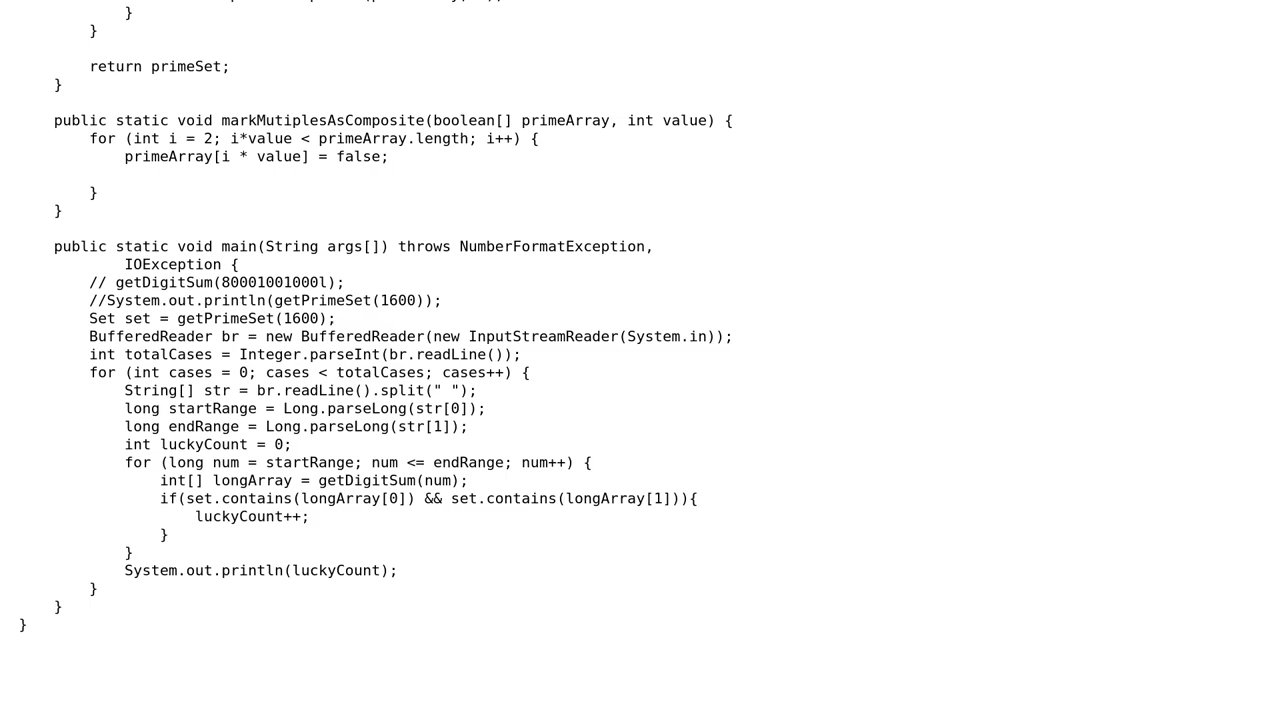 }
}
return primeSet;
}
public static void markMutiplesAsComposite(boolean[] primeArray, int value) {
for (int i = 2; i*value < primeArray.length; i++) {
primeArray[i * value] = false;
}
}
public static void main(String args[]) throws NumberFormatException,
IOException {
// getDigitSum(80001001000l);
//System.out.println(getPrimeSet(1600));
Set set = getPrimeSet(1600);
BufferedReader br = new BufferedReader(new InputStreamReader(System.in));
int totalCases = Integer.parseInt(br.readLine());
for (int cases = 0; cases < totalCases; cases++) {
String[] str = br.readLine().split(" ");
long startRange = Long.parseLong(str[0]);
long endRange = Long.parseLong(str[1]);
int luckyCount = 0;
for (long num = startRange; num <= endRange; num++) {
int[] longArray = getDigitSum(num);
if(set.contains(longArray[0]) && set.contains(longArray[1])){
luckyCount++;
}
}
System.out.println(luckyCount);
}
}
}